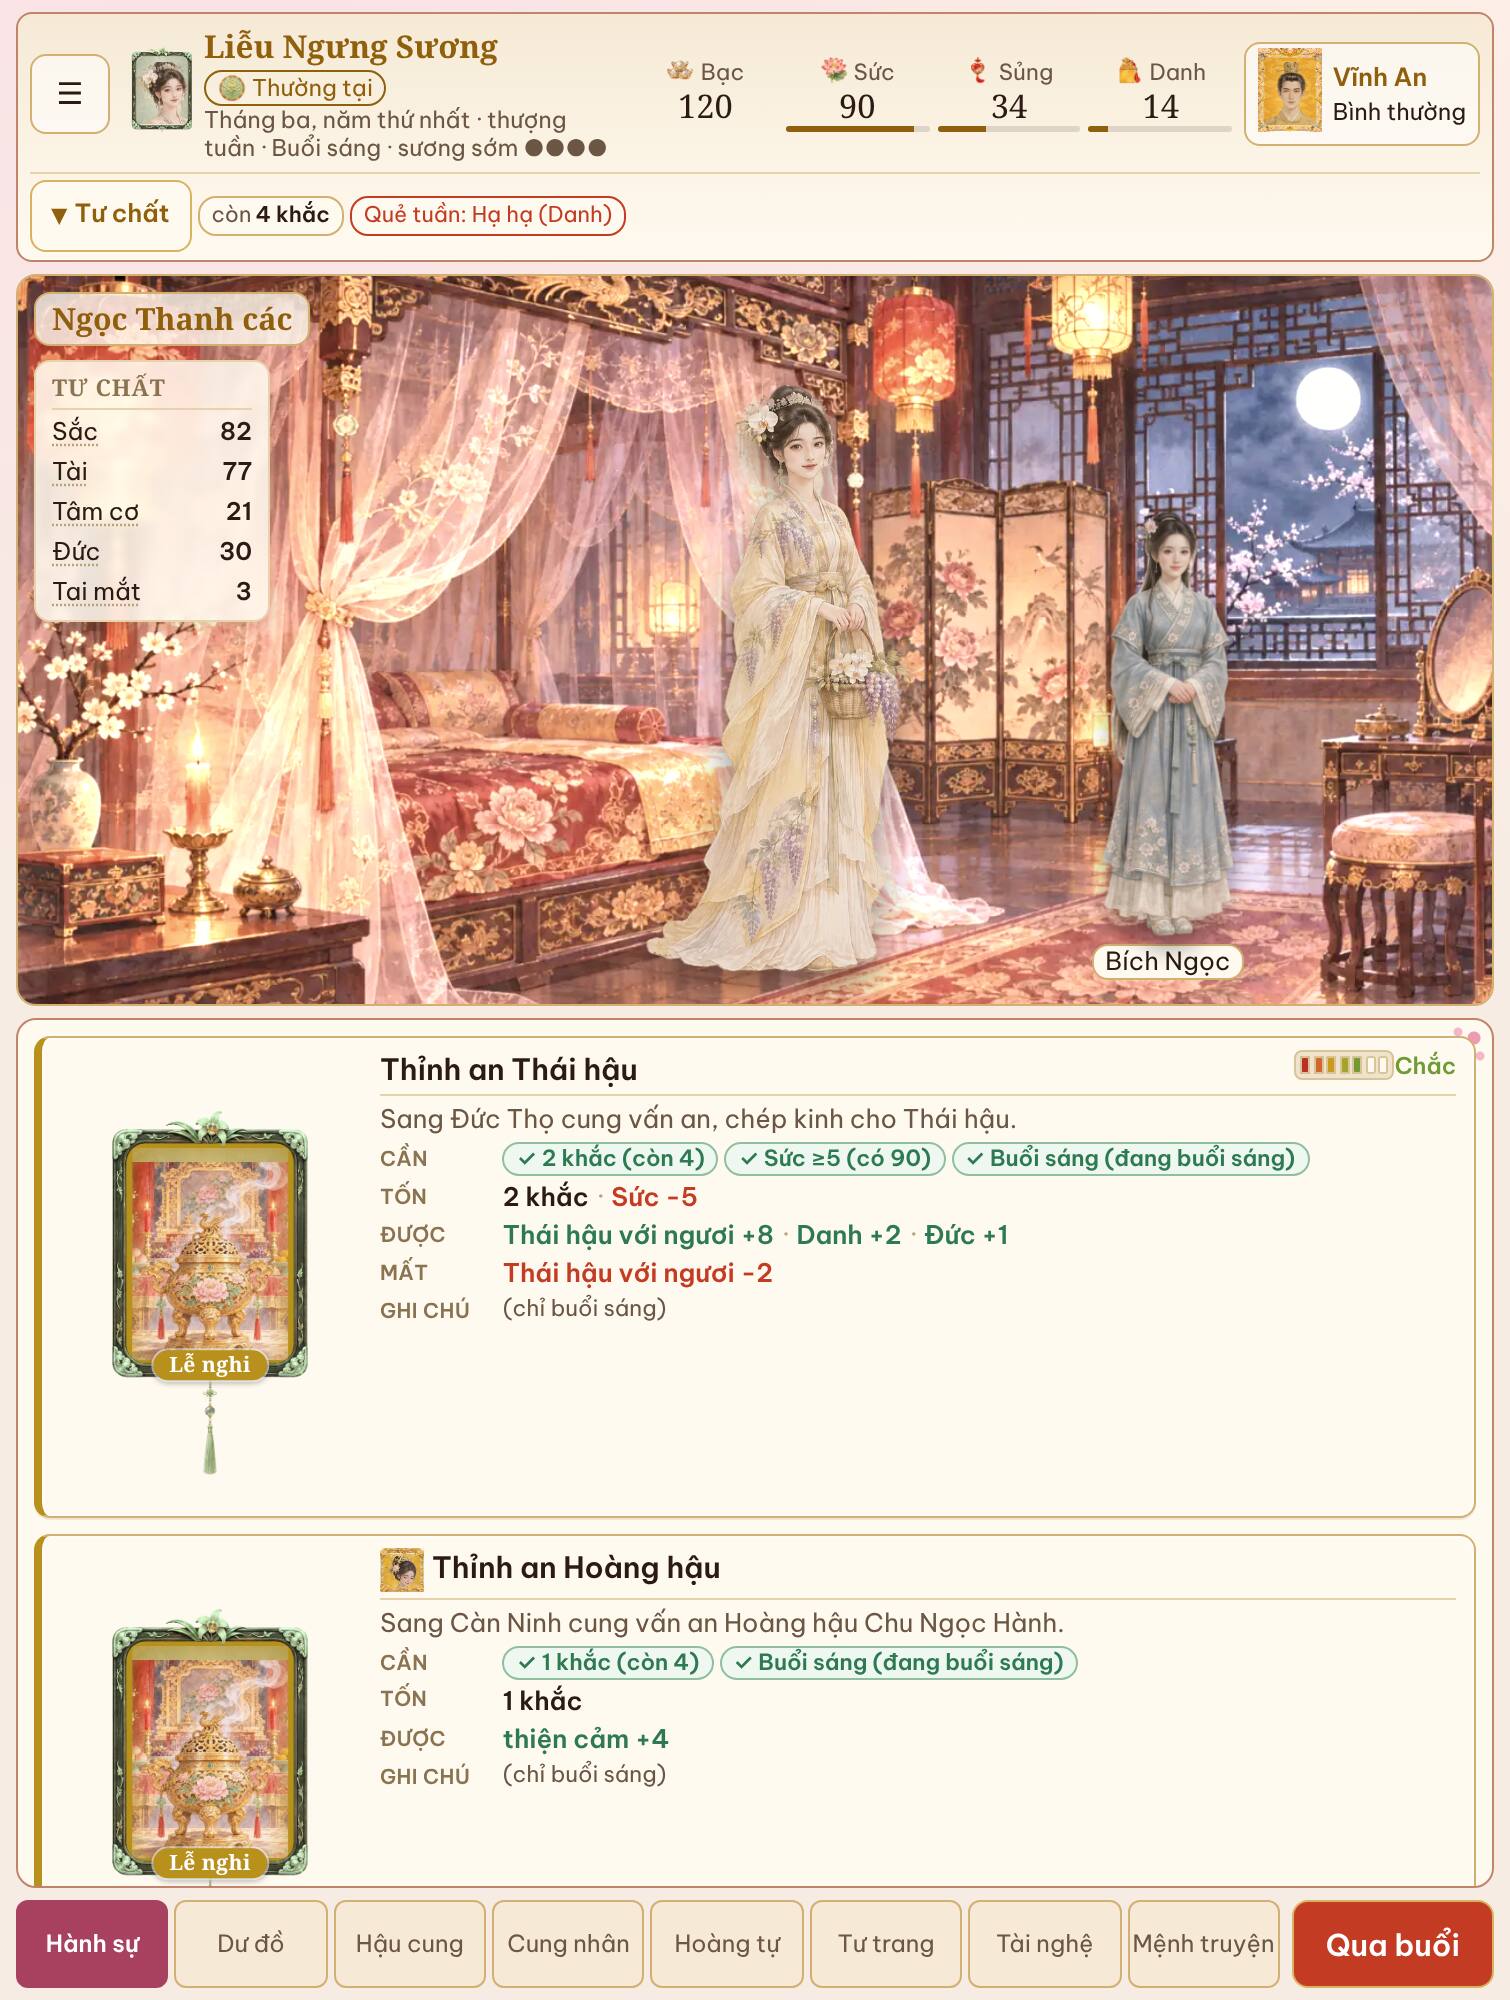 ☰
Liễu Ngưng Sương
Thường tại
Tháng ba, năm thứ nhất · thượng
tuần · Buổi sáng · sương sớm ●●●●
Bạc
120
Sức
90
Sủng
34
Danh
14
Vĩnh An
Bình thường
▼ Tư chất
còn 4 khắc
Quẻ tuần: Hạ hạ (Danh)
Ngọc Thanh các
TƯ CHẤT
Sắc 82
Tài 77
Tâm cơ 21
Đức 30
Tai mắt 3
Bích Ngọc
Thỉnh an Thái hậu
Chắc
Sang Đức Thọ cung vấn an, chép kinh cho Thái hậu.
CẦN ✓ 2 khắc (còn 4) ✓ Sức ≥5 (có 90) ✓ Buổi sáng (đang buổi sáng)
TỐN 2 khắc · Sức -5
ĐƯỢC Thái hậu với ngươi +8 · Danh +2 · Đức +1
MẤT Thái hậu với ngươi -2
GHI CHÚ (chỉ buổi sáng)
Lễ nghi
Thỉnh an Hoàng hậu
Sang Càn Ninh cung vấn an Hoàng hậu Chu Ngọc Hành.
CẦN ✓ 1 khắc (còn 4) ✓ Buổi sáng (đang buổi sáng)
TỐN 1 khắc
ĐƯỢC thiện cảm +4
GHI CHÚ (chỉ buổi sáng)
Lễ nghi
Hành sự
Dư đồ
Hậu cung
Cung nhân
Hoàng tự
Tư trang
Tài nghệ
Mệnh truyện
Qua buổi